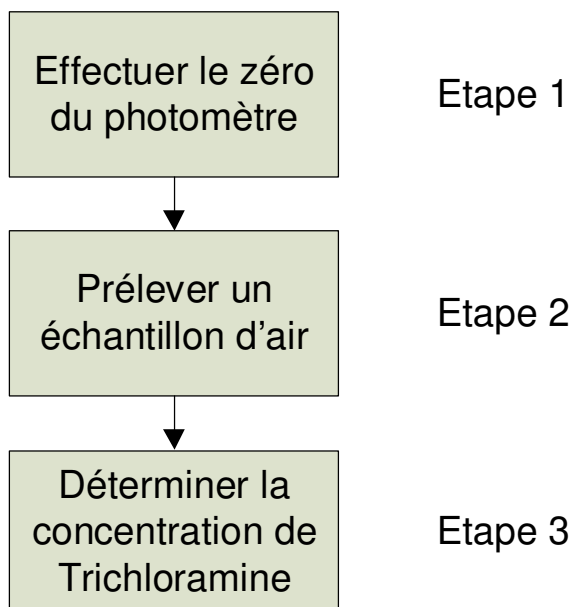 Effectuer le zéro
du photomètre
Etape 1
Prélever un
échantillon d'air
Etape 2
Déterminer la
concentration de
Trichloramine
Etape 3